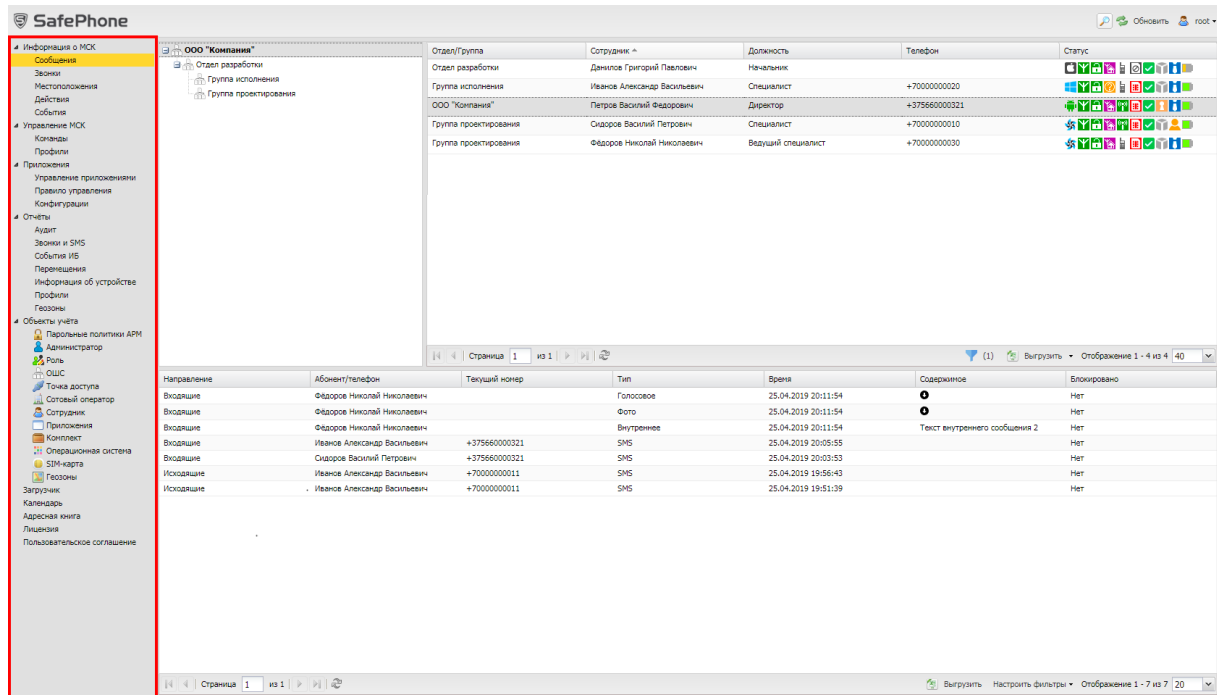 SafePhone
Обновить root
Информация о МСК
Сообщения
Звонки
Местоположения
Действия
События
Управление МСК
Команды
Профили
Приложения
Управление приложениями
Правило управления
Конфигурации
Отчёты
Аудит
Звонки и SMS
События ИБ
Перемещения
Информация об устройстве
Профили
Геозоны
Объекты учёта
Парольные политики АРМ
Администратор
Роль
ОШС
Точка доступа
Сотовый оператор
Сотрудник
Приложения
Комплект
Операционная система
SIM-карта
Геозоны
Загрузчик
Календарь
Адресная книга
Лицензия
Пользовательское соглашение
ООО "Компания"
Отдел разработки
Группа исполнения
Группа проектирования
Отдел/Группа Сотрудник Должность Телефон Статус
Отдел разработки Данилов Григорий Павлович Начальник
Группа исполнения Иванов Александр Васильевич Специалист +70000000020
ООО "Компания" Петров Василий Федорович Директор +375660000321
Группа проектирования Сидоров Василий Петрович Специалист +70000000010
Группа проектирования Фёдоров Николай Николаевич Ведущий специалист +70000000030
Страница 1 из 1 (1) Выгрузить Отображение 1 - 4 из 4 40
Направление Абонент/телефон Текущий номер Тип Время Содержимое Блокировано
Входящие Фёдоров Николай Николаевич Голосовое 25.04.2019 20:11:54 Нет
Входящие Фёдоров Николай Николаевич Фото 25.04.2019 20:11:54 Нет
Входящие Фёдоров Николай Николаевич Внутреннее 25.04.2019 20:11:54 Текст внутреннего сообщения 2 Нет
Входящие Иванов Александр Васильевич +375660000321 SMS 25.04.2019 20:05:55 Нет
Входящие Сидоров Василий Петрович +375660000321 SMS 25.04.2019 20:03:53 Нет
Исходящие Иванов Александр Васильевич +70000000011 SMS 25.04.2019 19:56:43 Нет
Исходящие Иванов Александр Васильевич +70000000011 SMS 25.04.2019 19:51:39 Нет
Страница 1 из 1 Выгрузить Настроить фильтры Отображение 1 - 7 из 7 20